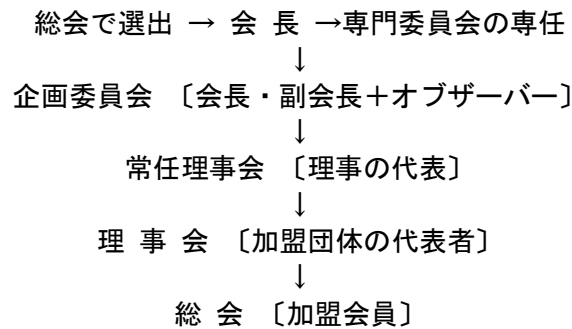 総会で選出 → 会 長 →専門委員会の専任
↓
企画委員会 〔会長・副会長＋オブザーバー〕
↓
常任理事会 〔理事の代表〕
↓
理 事 会 〔加盟団体の代表者〕
↓
総 会 〔加盟会員〕